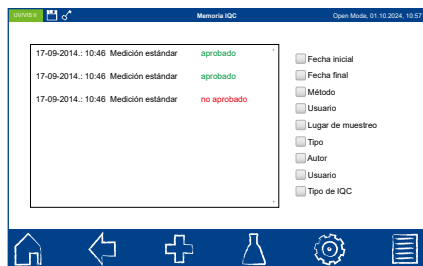 UV/VIS II
Memoria IQC
Open Mode, 01.10.2024, 10:57
17-09-2014.: 10:46 Medición estándar aprobado
17-09-2014.: 10:46 Medición estándar aprobado
17-09-2014.: 10:46 Medición estándar no aprobado
Fecha inicial
Fecha final
Método
Usuario
Lugar de muestreo
Tipo
Autor
Usuario
Tipo de IQC